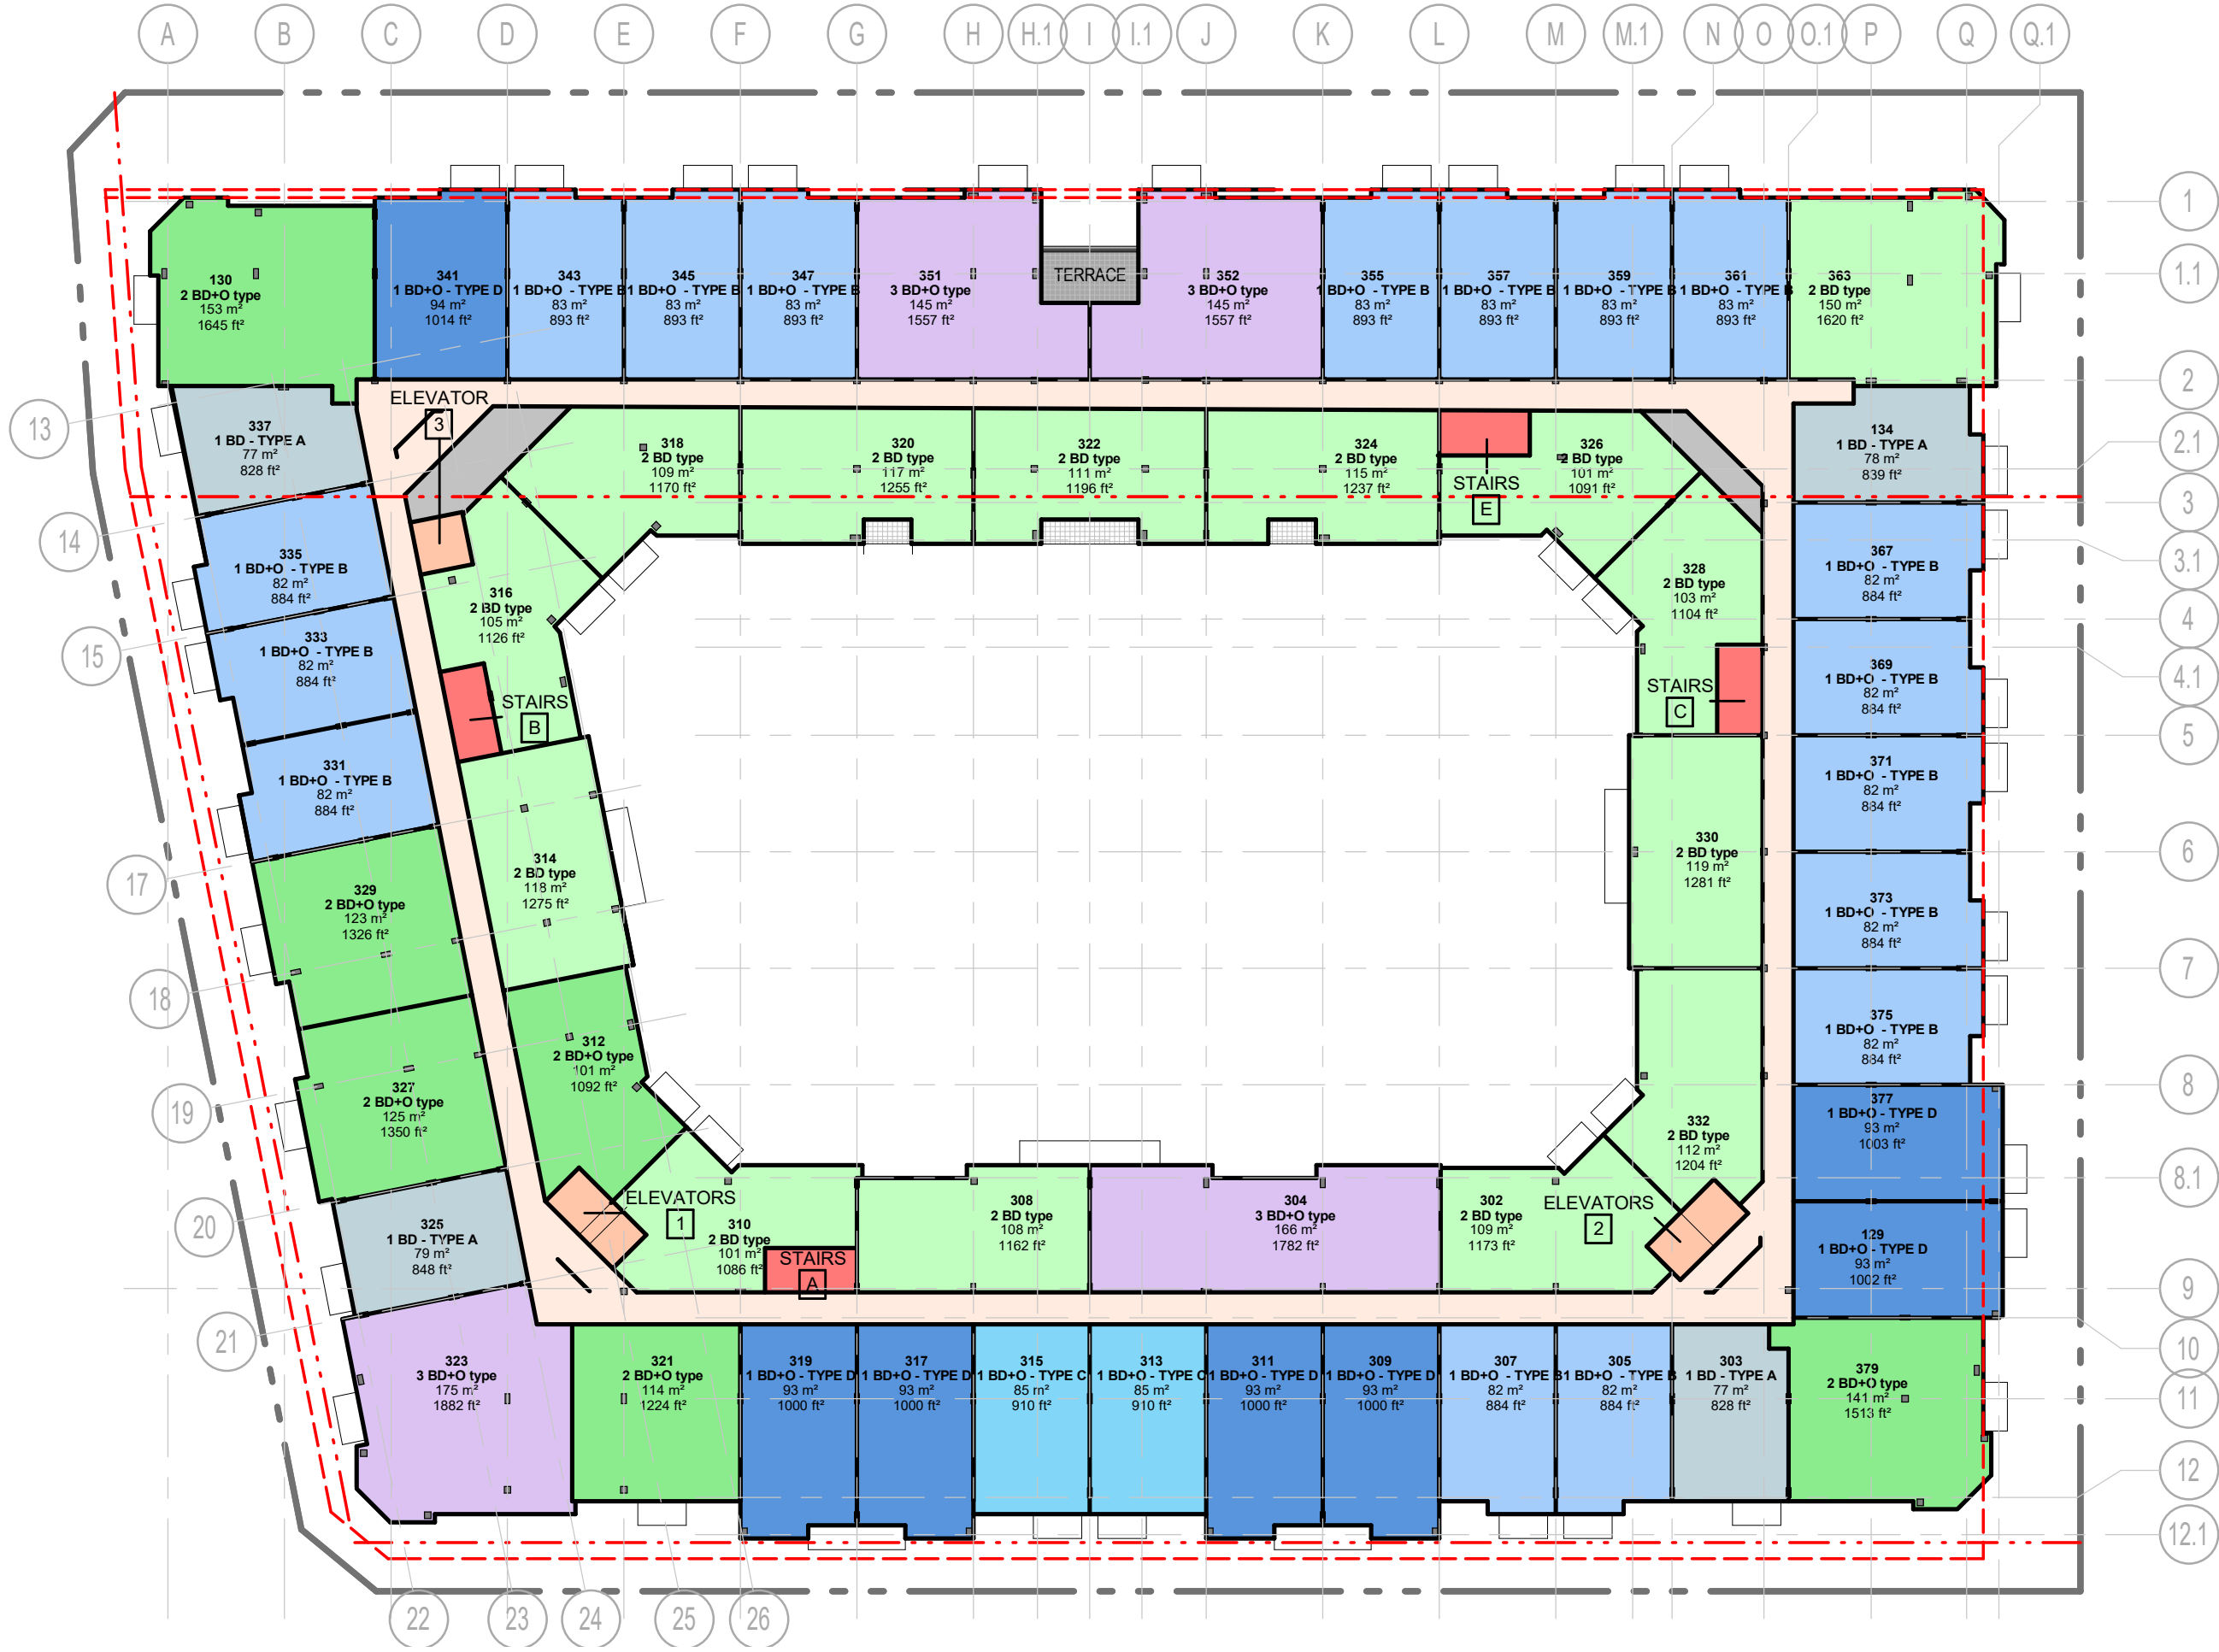 A B C D E F G H H.1 I I.1 J K L M M.1 N O O.1 P Q Q.1
1
1.1
2
2.1
3
3.1
4
4.1
5
6
7
8
8.1
9
10
11
12
12.1
13
14
15
17
18
19
20
21
22 23 24 25 26
130
2 BD+O type
153 m²
1645 ft²
341
1 BD+O - TYPE D
94 m²
1014 ft²
343
1 BD+O - TYPE B
83 m²
893 ft²
345
1 BD+O - TYPE B
83 m²
893 ft²
347
1 BD+O - TYPE B
83 m²
893 ft²
351
3 BD+O type
145 m²
1557 ft²
TERRACE
352
3 BD+O type
145 m²
1557 ft²
355
1 BD+O - TYPE B
83 m²
893 ft²
357
1 BD+O - TYPE B
83 m²
893 ft²
359
1 BD+O - TYPE B
83 m²
893 ft²
361
1 BD+O - TYPE B
83 m²
893 ft²
363
2 BD type
150 m²
1620 ft²
337
1 BD - TYPE A
77 m²
828 ft²
ELEVATOR
3
318
2 BD type
109 m²
1170 ft²
320
2 BD type
117 m²
1255 ft²
322
2 BD type
111 m²
1196 ft²
324
2 BD type
115 m²
1237 ft²
STAIRS
E
326
2 BD type
101 m²
1091 ft²
134
1 BD - TYPE A
78 m²
839 ft²
335
1 BD+O - TYPE B
82 m²
884 ft²
316
2 BD type
105 m²
1126 ft²
328
2 BD type
103 m²
1104 ft²
367
1 BD+O - TYPE B
82 m²
884 ft²
333
1 BD+O - TYPE B
82 m²
884 ft²
STAIRS
B
STAIRS
C
369
1 BD+O - TYPE B
82 m²
884 ft²
331
1 BD+O - TYPE B
82 m²
884 ft²
371
1 BD+O - TYPE B
82 m²
884 ft²
314
2 BD type
118 m²
1275 ft²
330
2 BD type
119 m²
1281 ft²
329
2 BD+O type
123 m²
1326 ft²
373
1 BD+O - TYPE B
82 m²
884 ft²
312
2 BD+O type
101 m²
1092 ft²
375
1 BD+O - TYPE B
82 m²
884 ft²
327
2 BD+O type
125 m²
1350 ft²
377
1 BD+O - TYPE D
93 m²
1003 ft²
332
2 BD type
112 m²
1204 ft²
325
1 BD - TYPE A
79 m²
848 ft²
ELEVATORS
1
310
2 BD type
101 m²
1086 ft²
STAIRS
A
308
2 BD type
108 m²
1162 ft²
304
3 BD+O type
166 m²
1782 ft²
302
2 BD type
109 m²
1173 ft²
ELEVATORS
2
129
1 BD+O - TYPE D
93 m²
1002 ft²
323
3 BD+O type
175 m²
1882 ft²
321
2 BD+O type
114 m²
1224 ft²
319
1 BD+O - TYPE D
93 m²
1000 ft²
317
1 BD+O - TYPE D
93 m²
1000 ft²
315
1 BD+O - TYPE C
85 m²
910 ft²
313
1 BD+O - TYPE C
85 m²
910 ft²
311
1 BD+O - TYPE D
93 m²
1000 ft²
309
1 BD+O - TYPE D
93 m²
1000 ft²
307
1 BD+O - TYPE B
82 m²
884 ft²
305
1 BD+O - TYPE B
82 m²
884 ft²
303
1 BD - TYPE A
77 m²
828 ft²
379
2 BD+O type
141 m²
1513 ft²